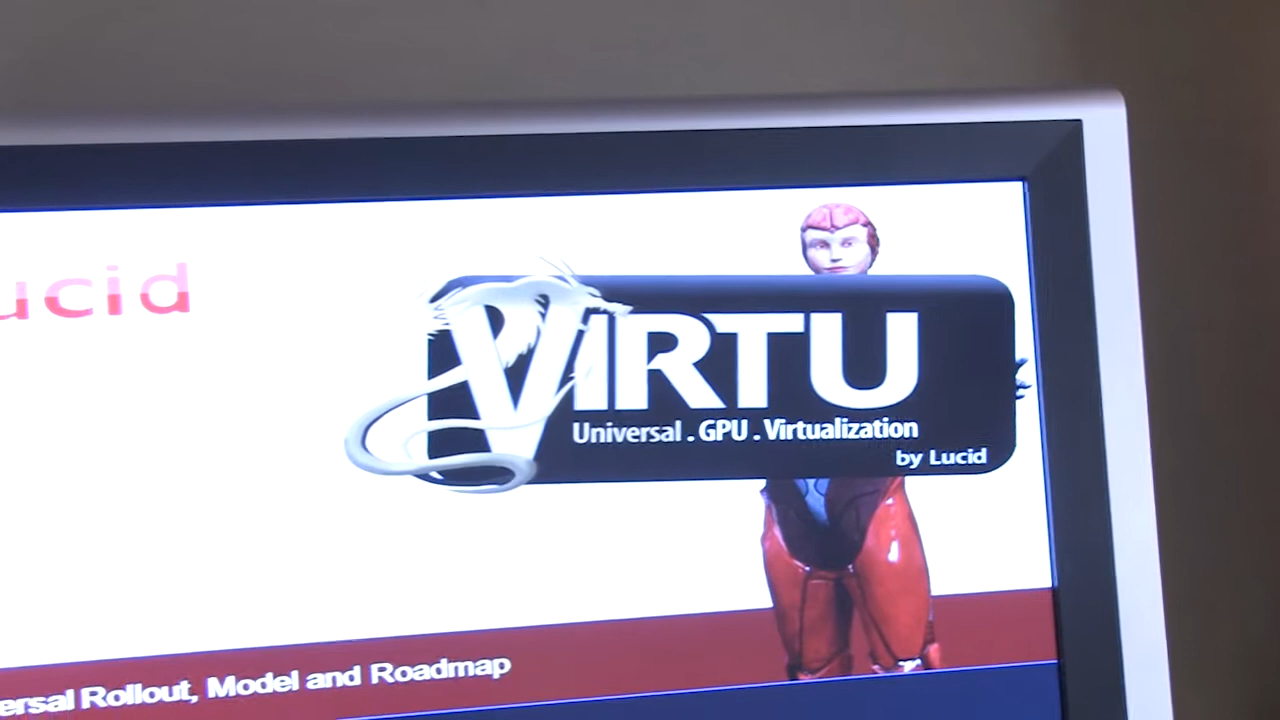 ucid
VIRTU
Universal . GPU . Virtualization
by Lucid
ersal Rollout, Model and Roadmap